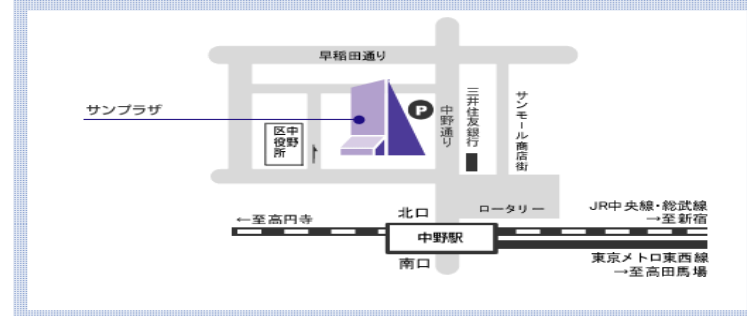 早稲田通り
サンプラザ
P
中野通り
三井住友銀行
サンモール商店街
中野
区役所
北口
ロータリー
JR中央線・総武線
→至新宿
←至高円寺
中野駅
南口
東京メトロ東西線
→至高田馬場